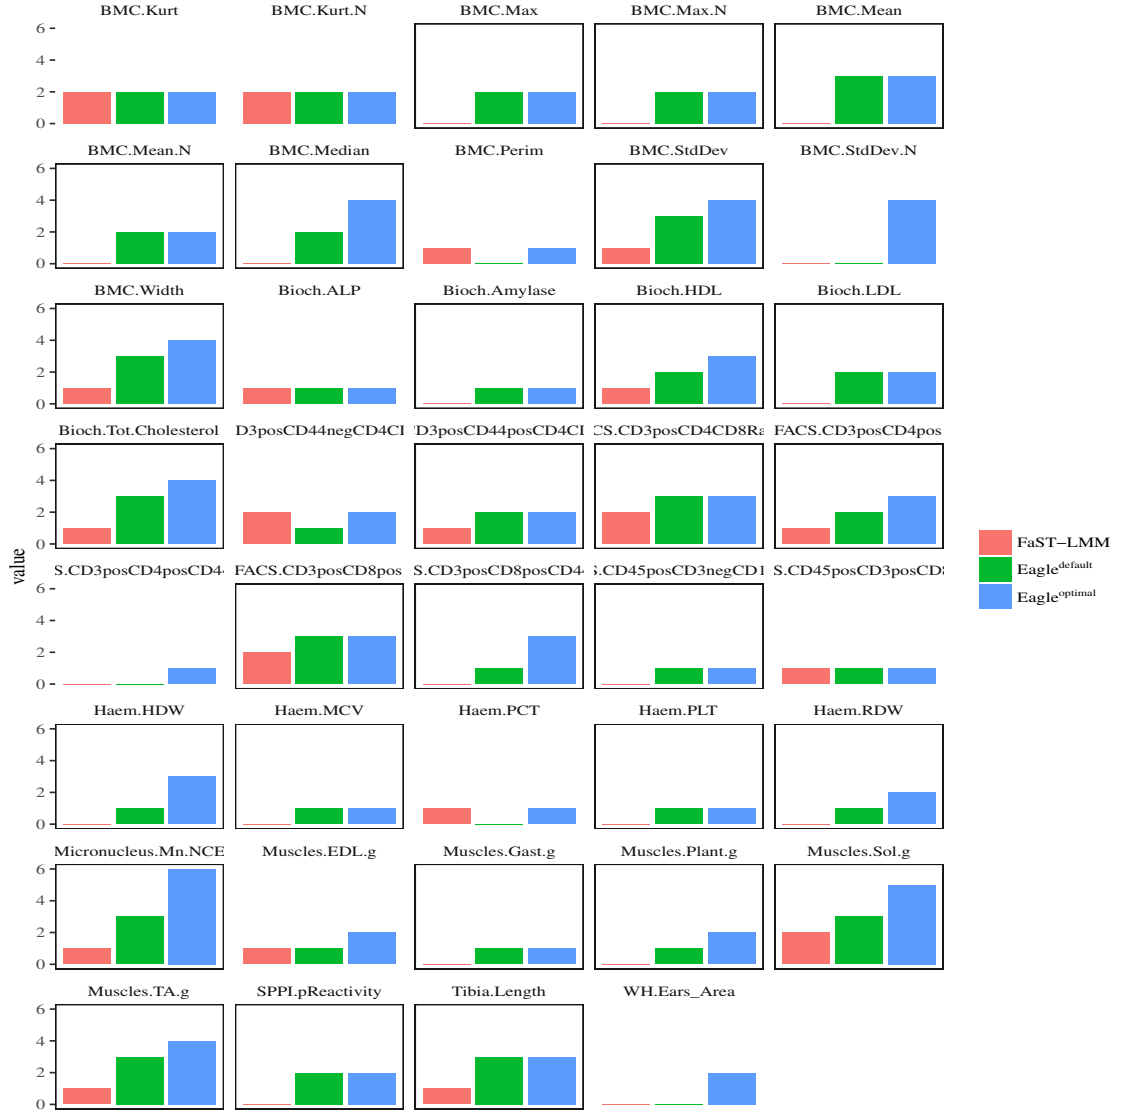 BMC.Kurt BMC.Kurt.N BMC.Max BMC.Max.N BMC.Mean
6
4
2
0
BMC.Mean.N BMC.Median BMC.Perim BMC.StdDev BMC.StdDev.N
6
4
2
0
BMC.Width Bioch.ALP Bioch.Amylase Bioch.HDL Bioch.LDL
6
4
2
0
Bioch.Tot.Cholesterol D3posCD44negCD4CD D3posCD44posCD4CD CS.CD3posCD4CD8Ra FACS.CD3posCD4pos
6
4
2
0
value
S.CD3posCD4posCD44 FACS.CD3posCD8pos S.CD3posCD8posCD44 S.CD45posCD3negCD1 S.CD45posCD3posCD8
6
4
2
0
Haem.HDW Haem.MCV Haem.PCT Haem.PLT Haem.RDW
6
4
2
0
Micronucleus.Mn.NCE Muscles.EDL.g Muscles.Gast.g Muscles.Plant.g Muscles.Sol.g
6
4
2
0
Muscles.TA.g SPPI.pReactivity Tibia.Length WH.Ears_Area
6
4
2
0
FaST−LMM
Eagle^default
Eagle^optimal